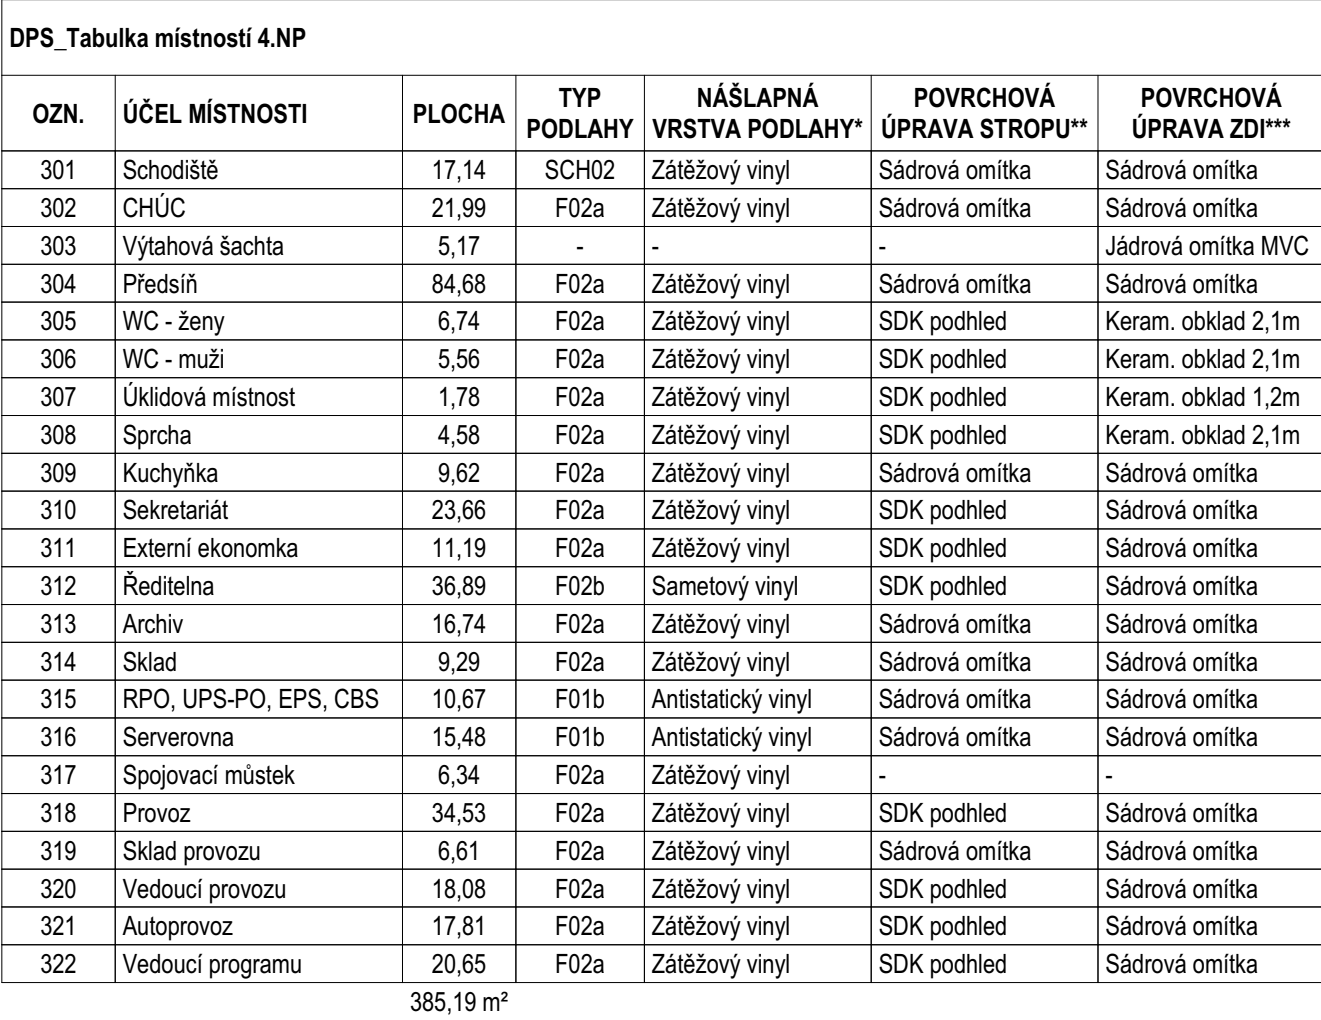 DPS_Tabulka místností 4.NP
OZN. ÚČEL MÍSTNOSTI PLOCHA TYP PODLAHY NÁŠLAPNÁ VRSTVA PODLAHY* POVRCHOVÁ ÚPRAVA STROPU** POVRCHOVÁ ÚPRAVA ZDI***
301 Schodiště 17,14 SCH02 Zátěžový vinyl Sádrová omítka Sádrová omítka
302 CHÚC 21,99 F02a Zátěžový vinyl Sádrová omítka Sádrová omítka
303 Výtahová šachta 5,17 - - - Jádrová omítka MVC
304 Předsíň 84,68 F02a Zátěžový vinyl Sádrová omítka Sádrová omítka
305 WC - ženy 6,74 F02a Zátěžový vinyl SDK podhled Keram. obklad 2,1m
306 WC - muži 5,56 F02a Zátěžový vinyl SDK podhled Keram. obklad 2,1m
307 Úklidová místnost 1,78 F02a Zátěžový vinyl SDK podhled Keram. obklad 1,2m
308 Sprcha 4,58 F02a Zátěžový vinyl SDK podhled Keram. obklad 2,1m
309 Kuchyňka 9,62 F02a Zátěžový vinyl Sádrová omítka Sádrová omítka
310 Sekretariát 23,66 F02a Zátěžový vinyl SDK podhled Sádrová omítka
311 Externí ekonomka 11,19 F02a Zátěžový vinyl SDK podhled Sádrová omítka
312 Ředitelna 36,89 F02b Sametový vinyl SDK podhled Sádrová omítka
313 Archiv 16,74 F02a Zátěžový vinyl Sádrová omítka Sádrová omítka
314 Sklad 9,29 F02a Zátěžový vinyl Sádrová omítka Sádrová omítka
315 RPO, UPS-PO, EPS, CBS 10,67 F01b Antistatický vinyl Sádrová omítka Sádrová omítka
316 Serverovna 15,48 F01b Antistatický vinyl Sádrová omítka Sádrová omítka
317 Spojovací můstek 6,34 F02a Zátěžový vinyl - -
318 Provoz 34,53 F02a Zátěžový vinyl SDK podhled Sádrová omítka
319 Sklad provozu 6,61 F02a Zátěžový vinyl Sádrová omítka Sádrová omítka
320 Vedoucí provozu 18,08 F02a Zátěžový vinyl SDK podhled Sádrová omítka
321 Autoprovoz 17,81 F02a Zátěžový vinyl SDK podhled Sádrová omítka
322 Vedoucí programu 20,65 F02a Zátěžový vinyl SDK podhled Sádrová omítka
385,19 m²